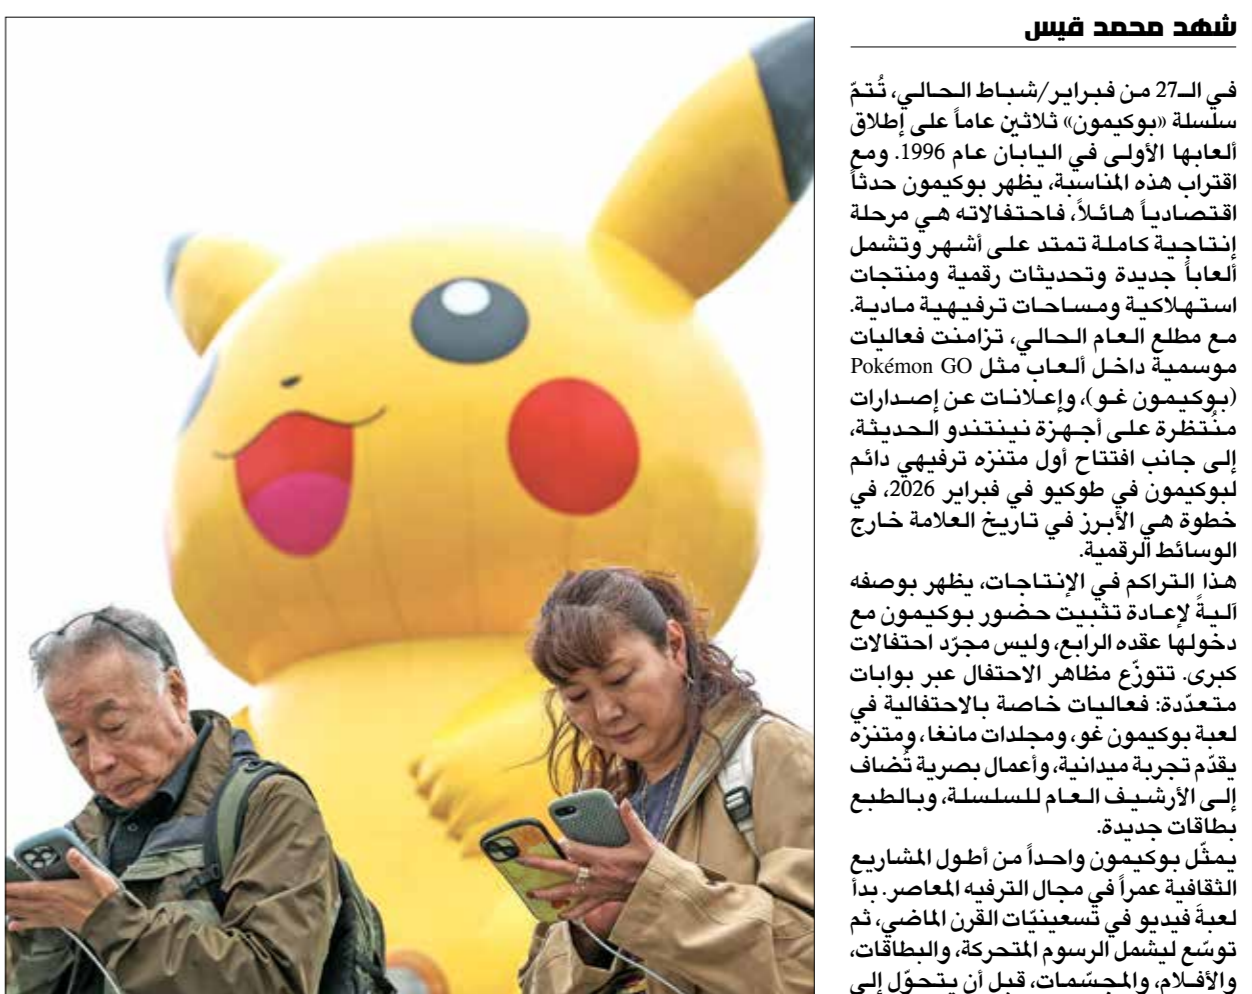 شهد محمد قيس
في الـ27 من فبراير/شباط الحالي، تُتمّ
سلسلة «بوكيمون» ثلاثين عاماً على إطلاق
ألعابها الأولى في اليابان عام 1996. ومع
اقتراب هذه المناسبة، يظهر بوكيمون حدثاً
اقتصادياً هائلاً، فاحتفالاته هي مرحلة
إنتاجية كاملة تمتد على أشهر وتشمل
ألعاباً جديدة وتحديثات رقمية ومنتجات
استهلاكية ومساحات ترفيهية مادية.
مع مطلع العام الحالي، تزامنت فعاليات
موسمية داخل ألعاب مثل Pokémon GO
(بوكيمون غو)، وإعلانات عن إصدارات
منُتظرة على أجهزة نينتندو الحديثة،
إلى جانب افتتاح أول متنزه ترفيهي دائم
لبوكيمون في طوكيو في فبراير 2026، في
خطوة هي الأبرز في تاريخ العلامة خارج
الوسائط الرقمية.
هذا التراكم في الإنتاجات، يظهر بوصفه
آليةً لإعادة تثبيت حضور بوكيمون مع
دخولها عقده الرابع، وليس مجرّد احتفالات
كبرى. تتوزّع مظاهر الاحتفال عبر بوابات
متعدّدة: فعاليات خاصة بالاحتفالية في
لعبة بوكيمون غو، ومجلدات مانغا، ومتنزه
يقدّم تجربة ميدانية، وأعمال بصرية تُضاف
إلى الأرشيف العام للسلسلة، وبالطبع
بطاقات جديدة.
يمثّل بوكيمون واحداً من أطول المشاريع
الثقافية عمراً في مجال الترفيه المعاصر. بدأ
لعبةَ فيديو في تسعينيّات القرن الماضي، ثم
توسّع ليشمل الرسوم المتحركة، والبطاقات،
والأفلام، والمجسّمات، قبل أن يتحوّل إلى